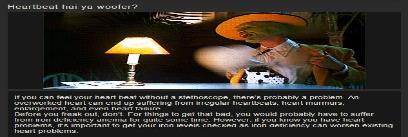 Heartbeat hai ya woofer?
If you can feel your heart beat without a stethoscope, there's probably a problem. An
overworked heart can end up suffering from irregular heartbeats, heart murmurs,
enlargement, and even heart failure.
Before you freak out, don't. For things to get that bad, you would probably have to suffer
from iron deficiency anemia for quite some time. However, if you know you have heart
problems, it's important to get your iron levels checked as iron deficiency can worsen existing
heart problems.